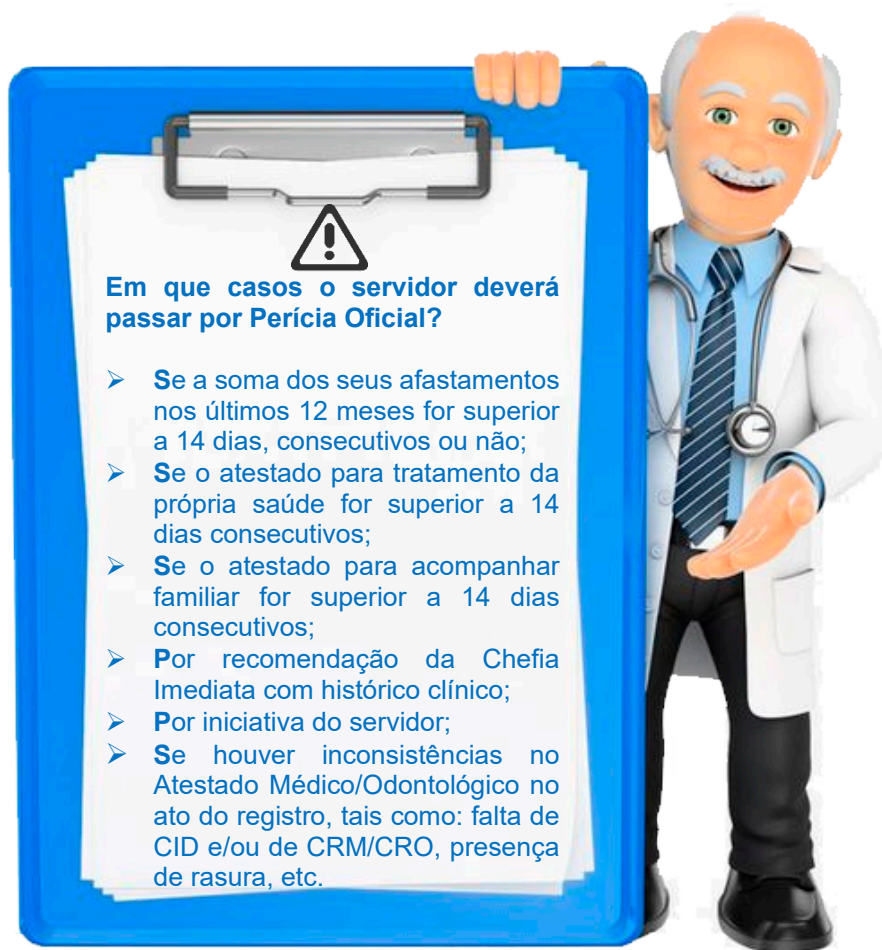 Em que casos o servidor deverá
passar por Perícia Oficial?
➢ Se a soma dos seus afastamentos
nos últimos 12 meses for superior
a 14 dias, consecutivos ou não;
➢ Se o atestado para tratamento da
própria saúde for superior a 14
dias consecutivos;
➢ Se o atestado para acompanhar
familiar for superior a 14 dias
consecutivos;
➢ Por recomendação da Chefia
Imediata com histórico clínico;
➢ Por iniciativa do servidor;
➢ Se houver inconsistências no
Atestado Médico/Odontológico no
ato do registro, tais como: falta de
CID e/ou de CRM/CRO, presença
de rasura, etc.